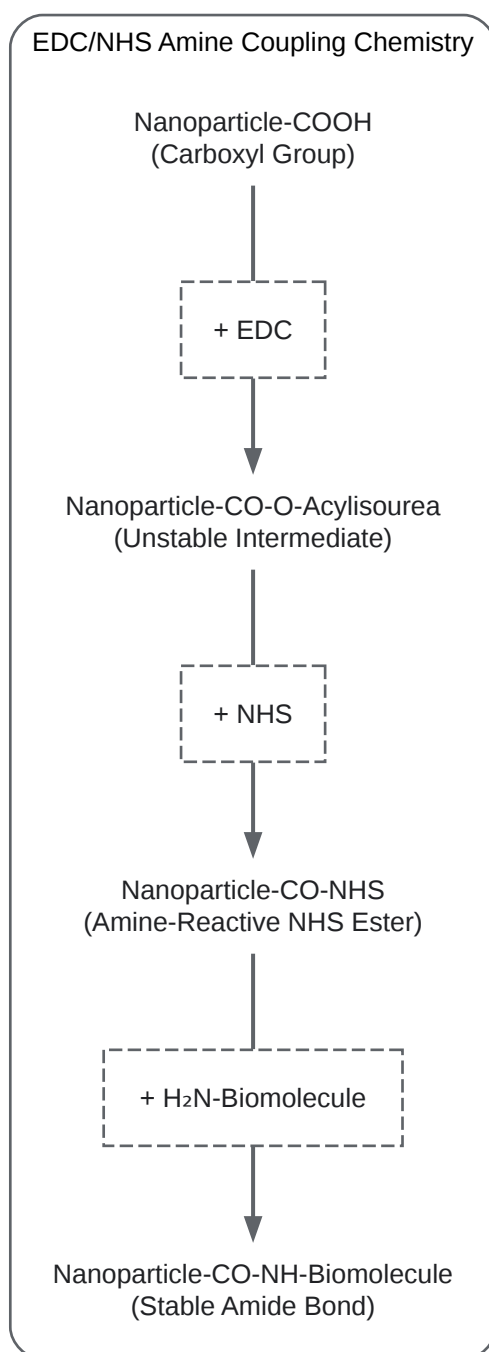 EDC/NHS Amine Coupling Chemistry
Nanoparticle-COOH
(Carboxyl Group)
+ EDC
Nanoparticle-CO-O-Acylisourea
(Unstable Intermediate)
+ NHS
Nanoparticle-CO-NHS
(Amine-Reactive NHS Ester)
+ H₂N-Biomolecule
Nanoparticle-CO-NH-Biomolecule
(Stable Amide Bond)